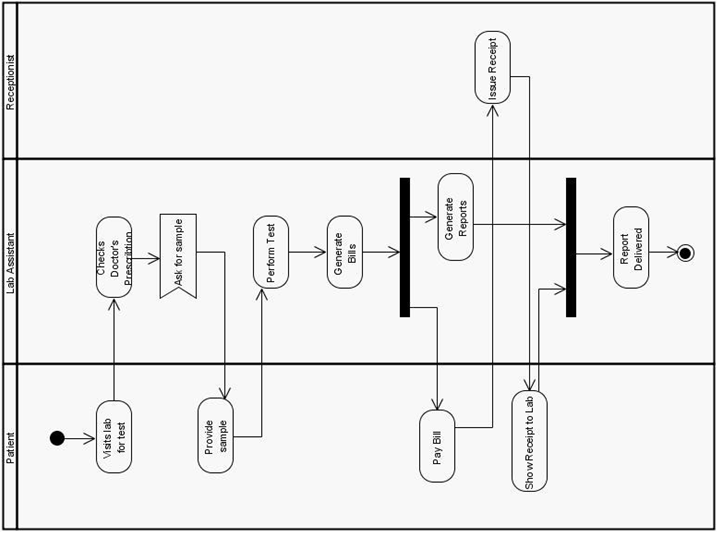 Receptionist
Issue Receipt
Lab Assistant
Checks
Doctor's
Prescribtion
Ask for sample
Perform Test
Generate
Bills
Generate
Reports
Report
Delivered
Patient
Visits lab
for test
Provide
sample
Pay Bill
Show Receipt to Lab